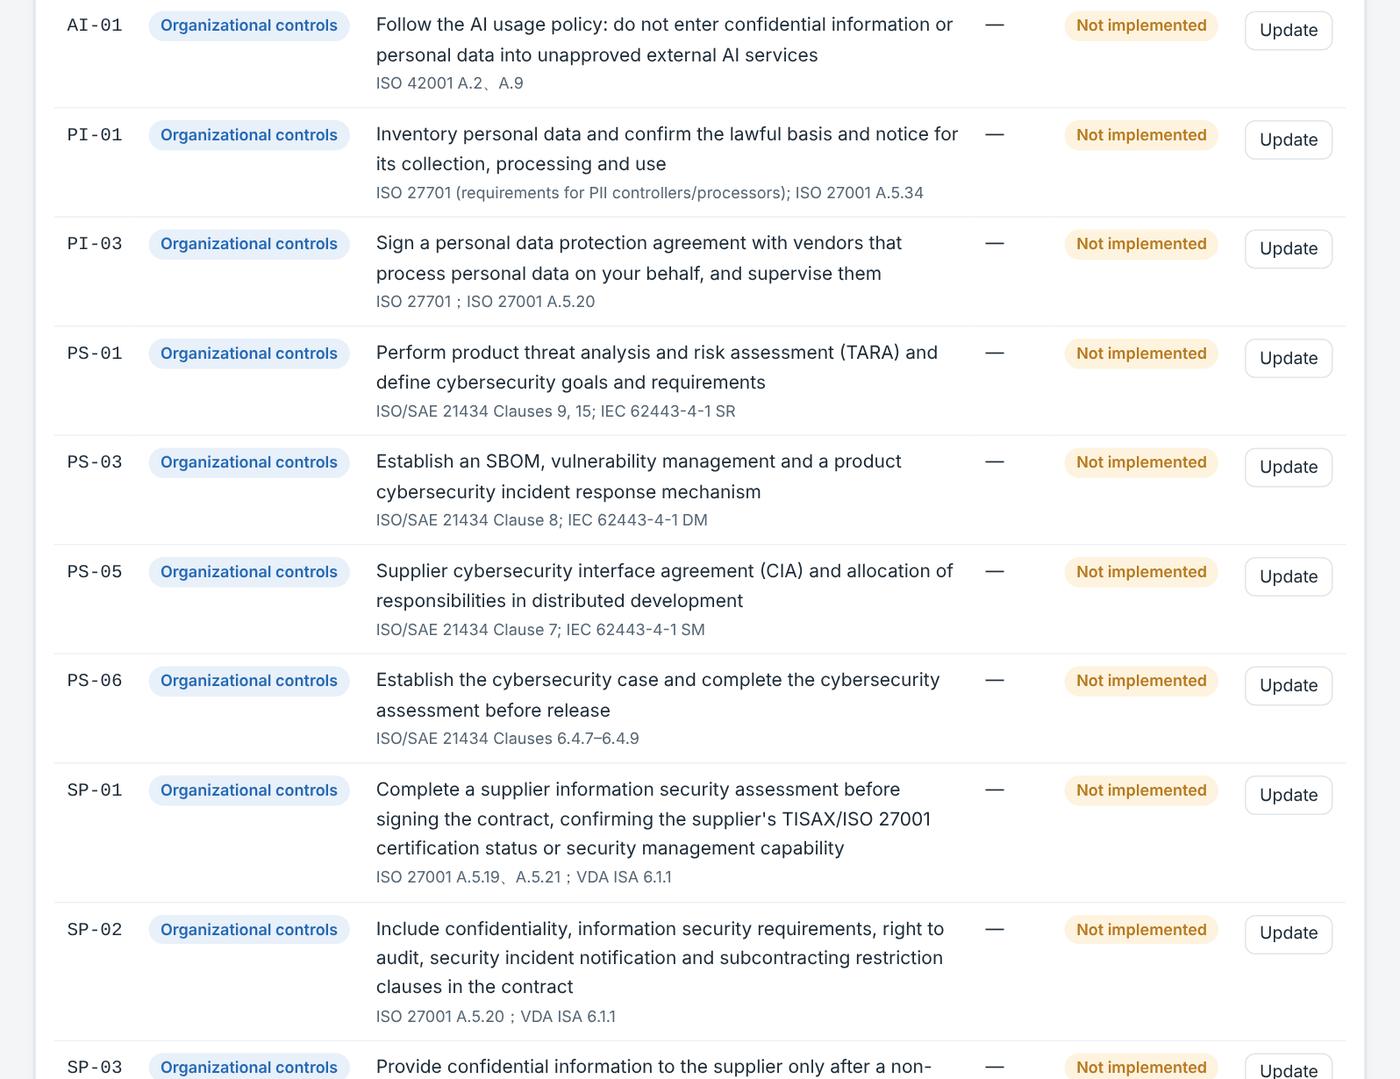 AI-01 Organizational controls Follow the AI usage policy: do not enter confidential information or — Not implemented Update
personal data into unapproved external AI services
ISO 42001 A.2、A.9
PI-01 Organizational controls Inventory personal data and confirm the lawful basis and notice for — Not implemented Update
its collection, processing and use
ISO 27701 (requirements for PII controllers/processors); ISO 27001 A.5.34
PI-03 Organizational controls Sign a personal data protection agreement with vendors that — Not implemented Update
process personal data on your behalf, and supervise them
ISO 27701；ISO 27001 A.5.20
PS-01 Organizational controls Perform product threat analysis and risk assessment (TARA) and — Not implemented Update
define cybersecurity goals and requirements
ISO/SAE 21434 Clauses 9, 15; IEC 62443-4-1 SR
PS-03 Organizational controls Establish an SBOM, vulnerability management and a product — Not implemented Update
cybersecurity incident response mechanism
ISO/SAE 21434 Clause 8; IEC 62443-4-1 DM
PS-05 Organizational controls Supplier cybersecurity interface agreement (CIA) and allocation of — Not implemented Update
responsibilities in distributed development
ISO/SAE 21434 Clause 7; IEC 62443-4-1 SM
PS-06 Organizational controls Establish the cybersecurity case and complete the cybersecurity — Not implemented Update
assessment before release
ISO/SAE 21434 Clauses 6.4.7–6.4.9
SP-01 Organizational controls Complete a supplier information security assessment before — Not implemented Update
signing the contract, confirming the supplier's TISAX/ISO 27001
certification status or security management capability
ISO 27001 A.5.19、A.5.21；VDA ISA 6.1.1
SP-02 Organizational controls Include confidentiality, information security requirements, right to — Not implemented Update
audit, security incident notification and subcontracting restriction
clauses in the contract
ISO 27001 A.5.20；VDA ISA 6.1.1
SP-03 Organizational controls Provide confidential information to the supplier only after a non- — Not implemented Update